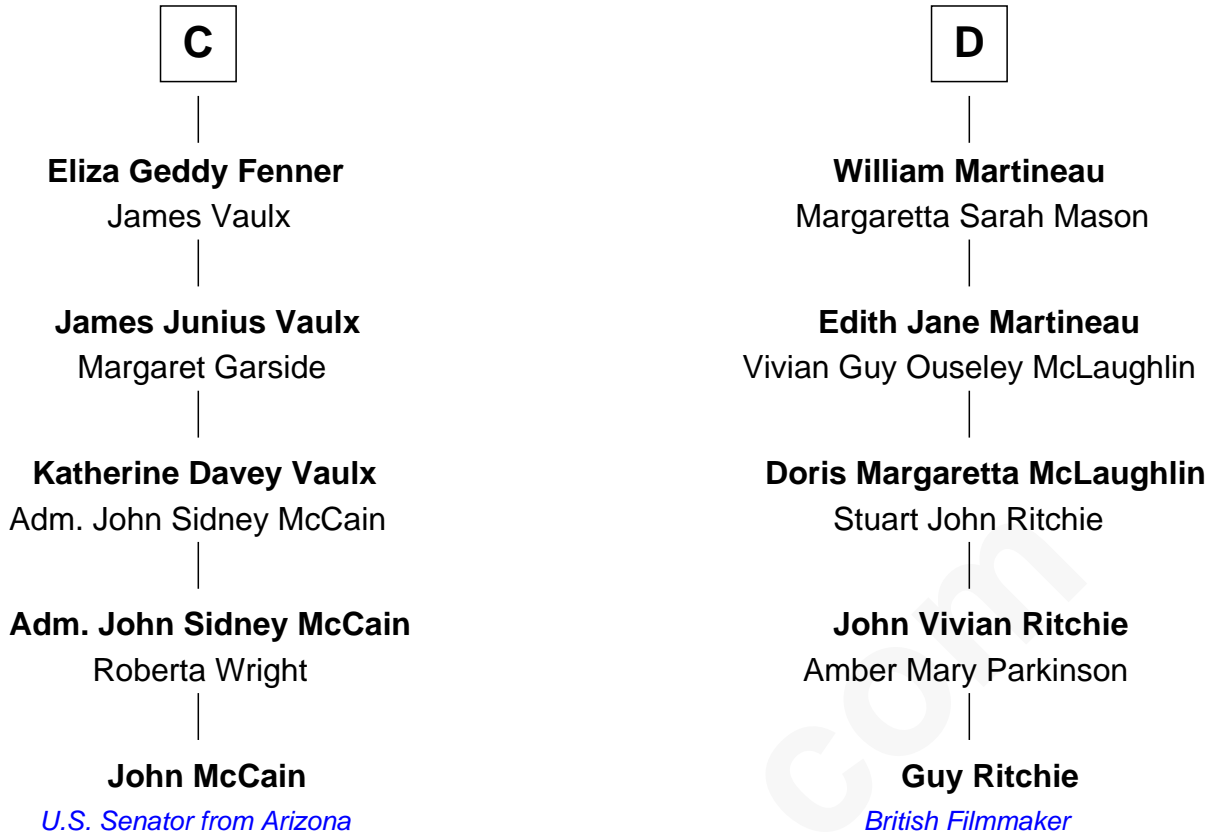 C
Eliza Geddy Fenner
James Vaulx
James Junius Vaulx
Margaret Garside
Katherine Davey Vaulx
Adm. John Sidney McCain
Adm. John Sidney McCain
Roberta Wright
John McCain
U.S. Senator from Arizona
D
William Martineau
Margaretta Sarah Mason
Edith Jane Martineau
Vivian Guy Ouseley McLaughlin
Doris Margaretta McLaughlin
Stuart John Ritchie
John Vivian Ritchie
Amber Mary Parkinson
Guy Ritchie
British Filmmaker
com